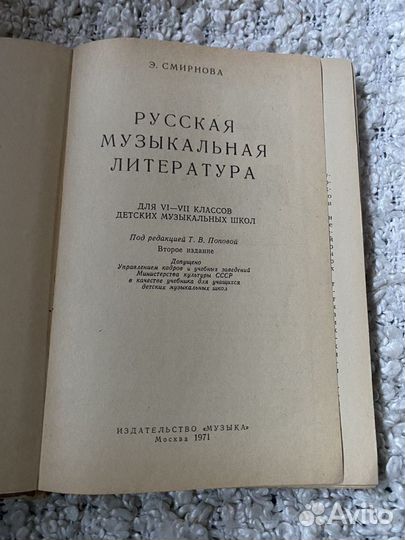 Э. СМИРНОВА
РУССКАЯ
МУЗЫКАЛЬНАЯ
ЛИТЕРАТУРА
ДЛЯ VI—VII КЛАССОВ
ДЕТСКИХ МУЗЫКАЛЬНЫХ ШКОЛ
Под редакцией Т. В. Поповой
Второе издание
Допущено
Управлением кадров и учебных заведений
Министерства культуры СССР
в качестве учебника для учащихся
детских музыкальных школ
ИЗДАТЕЛЬСТВО «МУЗЫКА»
Москва 1971
Avito